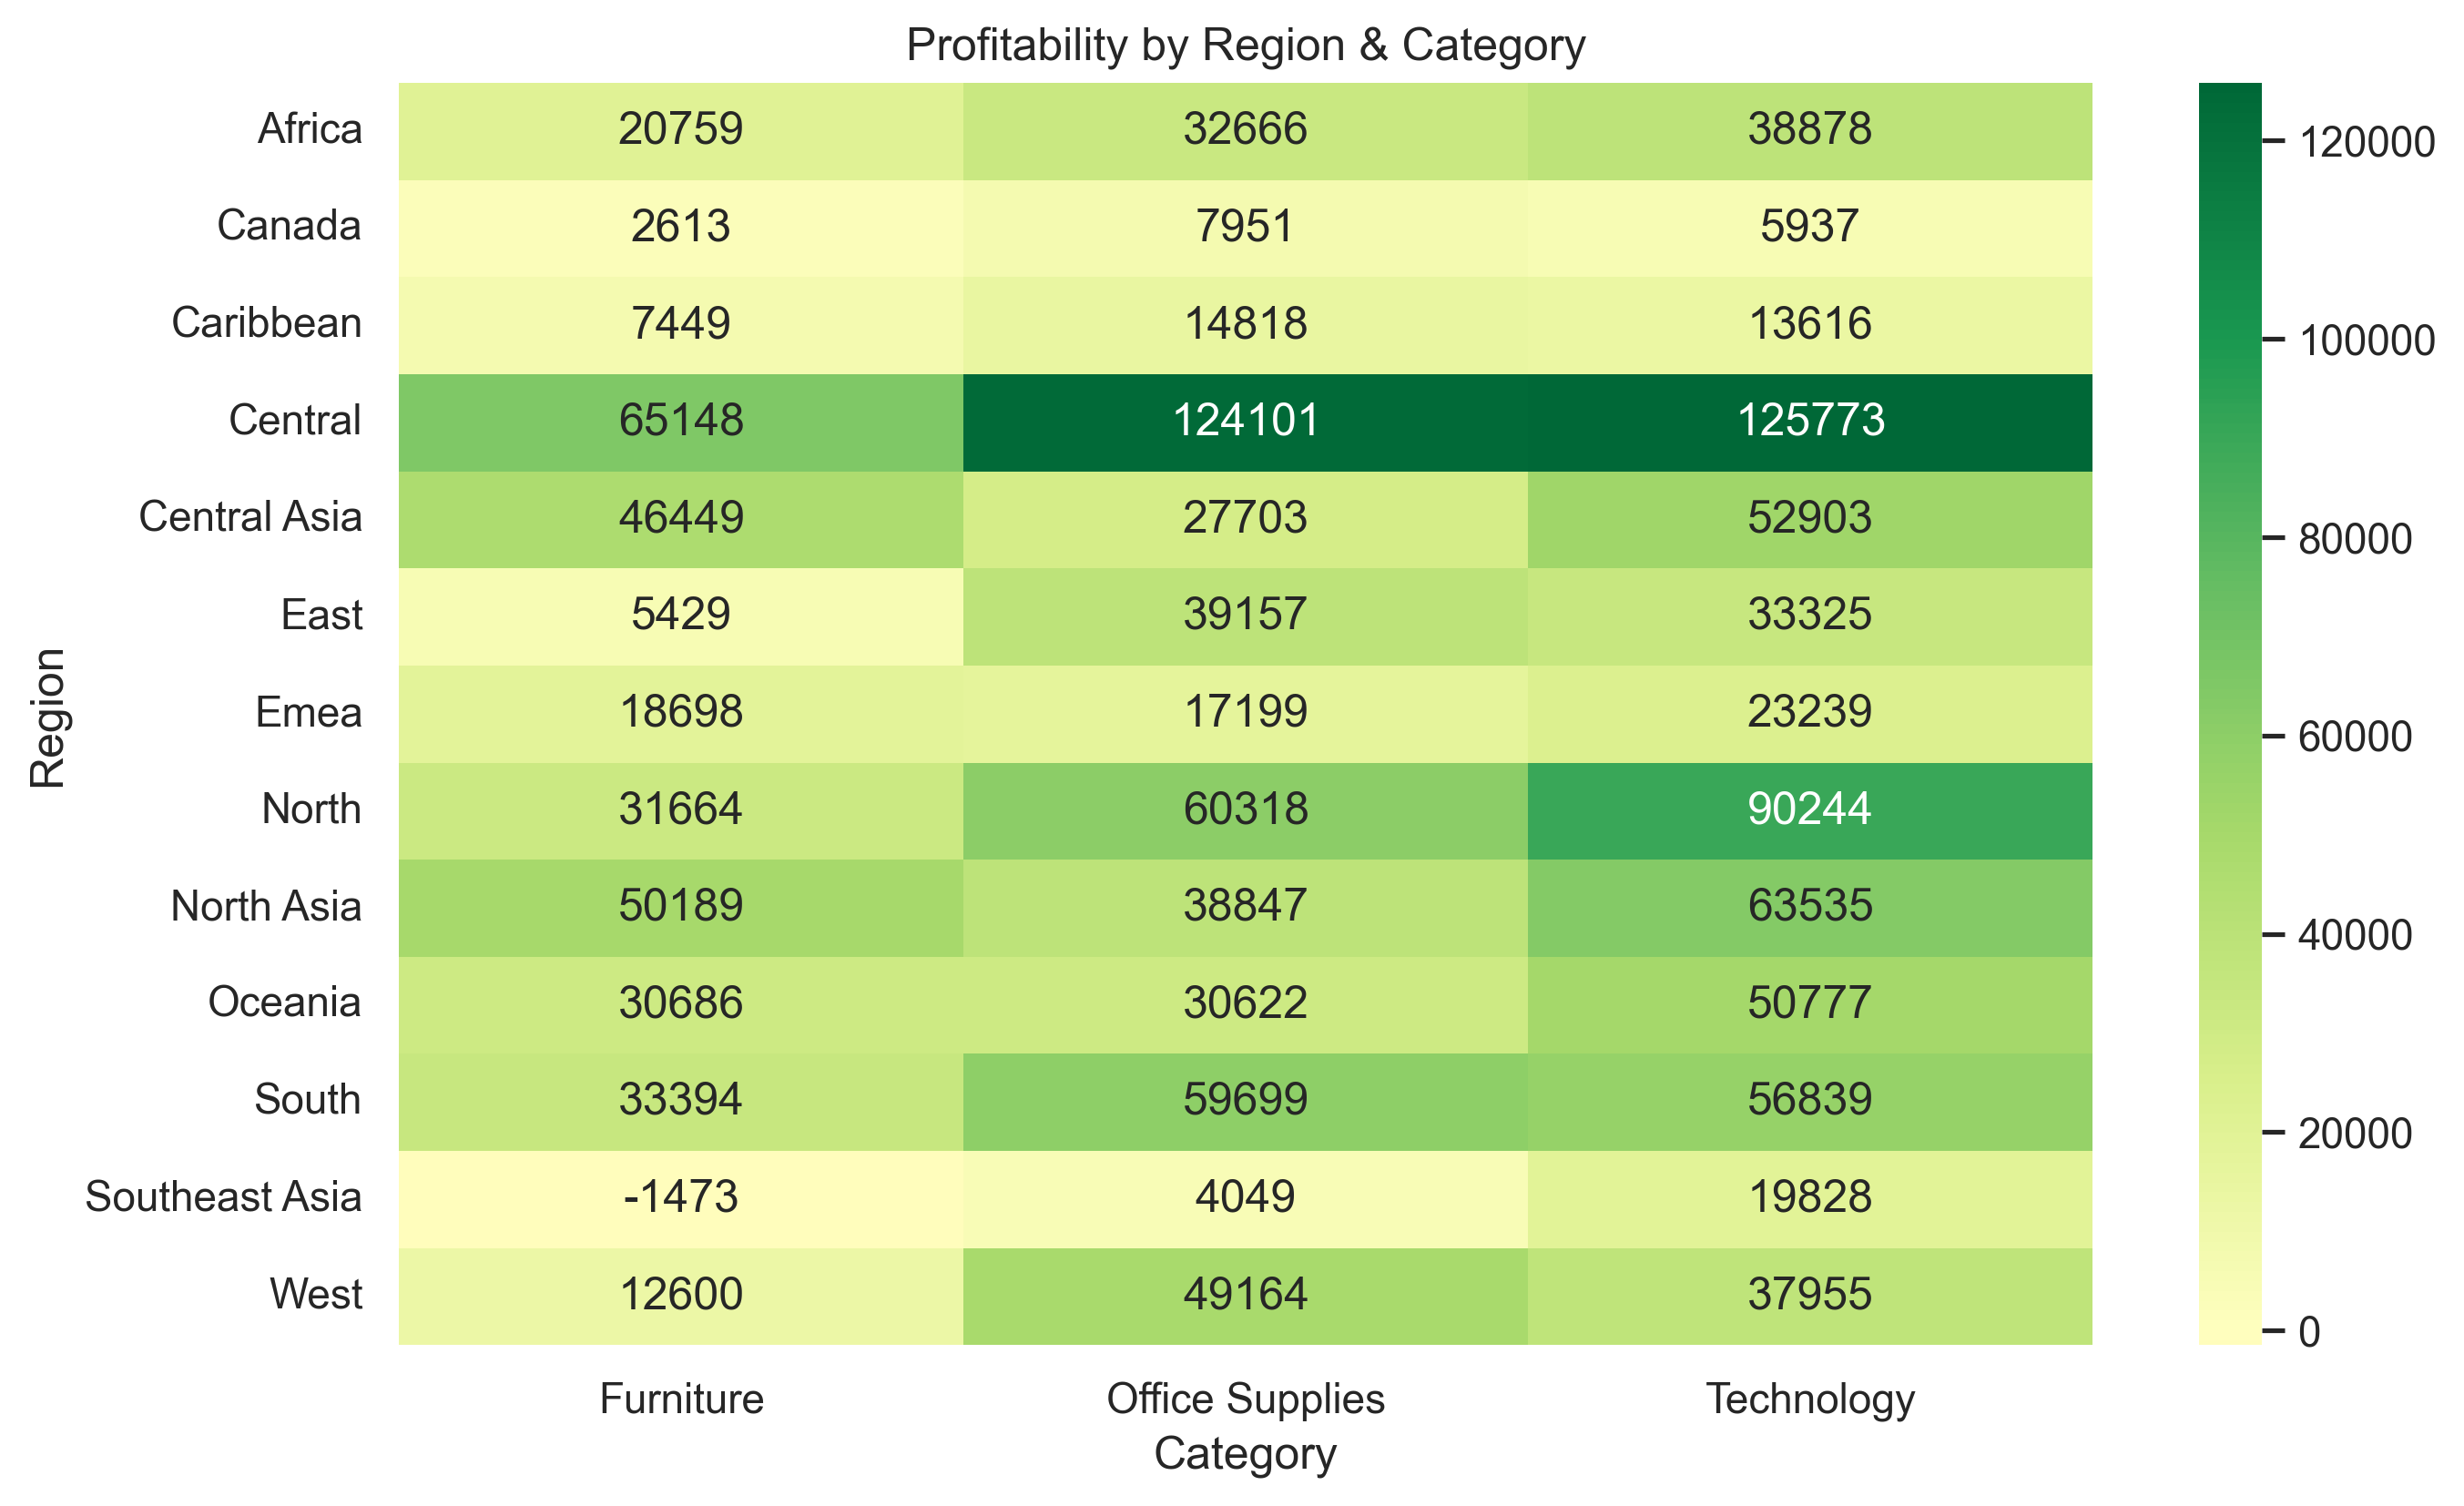 Profitability by Region & Category
Africa 20759 32666 38878
Canada 2613 7951 5937
Caribbean 7449 14818 13616
Central 65148 124101 125773
Central Asia 46449 27703 52903
East 5429 39157 33325
Emea 18698 17199 23239
North 31664 60318 90244
North Asia 50189 38847 63535
Oceania 30686 30622 50777
South 33394 59699 56839
Southeast Asia -1473 4049 19828
West 12600 49164 37955
Furniture Office Supplies Technology
Category
Region
120000
100000
80000
60000
40000
20000
0